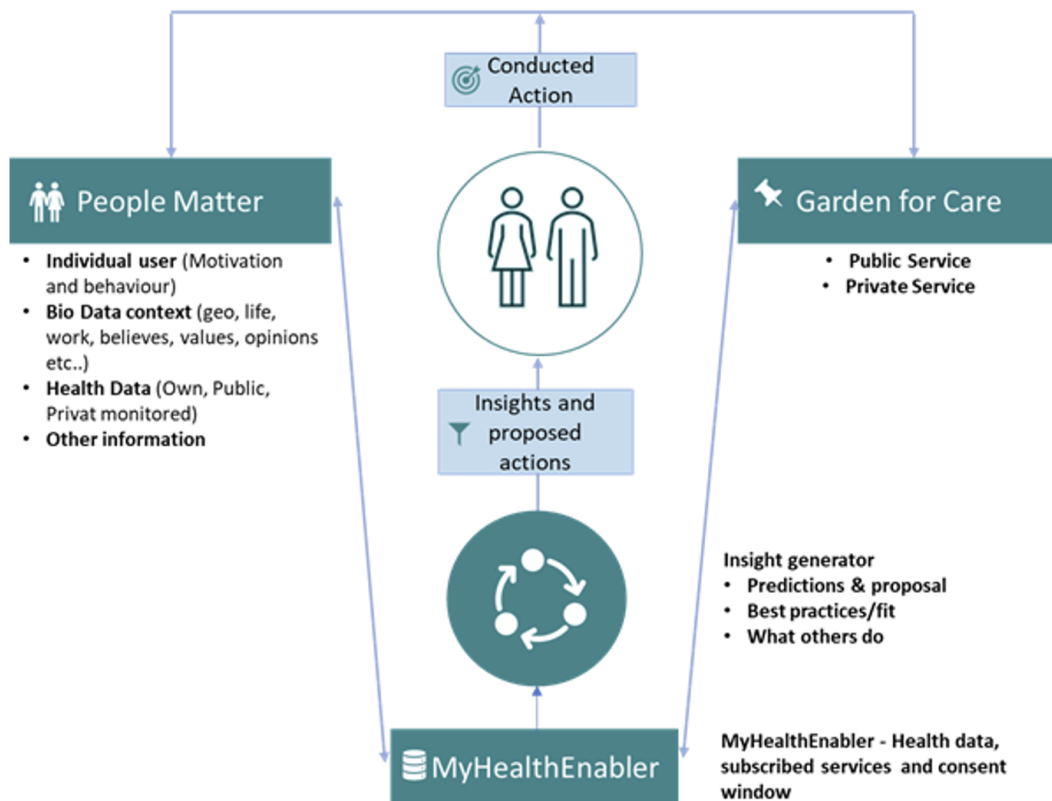 Conducted
Action
People Matter
• Individual user (Motivation
and behaviour)
• Bio Data context (geo, life,
work, believes, values, opinions
etc..)
• Health Data (Own, Public,
Privat monitored)
• Other information
Garden for Care
• Public Service
• Private Service
Insights and
proposed
actions
Insight generator
• Predictions & proposal
• Best practices/fit
• What others do
MyHealthEnabler
MyHealthEnabler - Health data,
subscribed services and consent
window